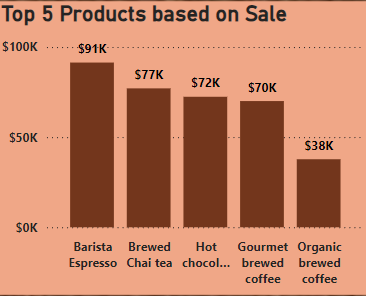 Top 5 Products based on Sale
$100K
$91K
$77K
$72K
$70K
$50K
$38K
$0K
Barista Espresso
Brewed Chai tea
Hot chocol...
Gourmet brewed coffee
Organic brewed coffee